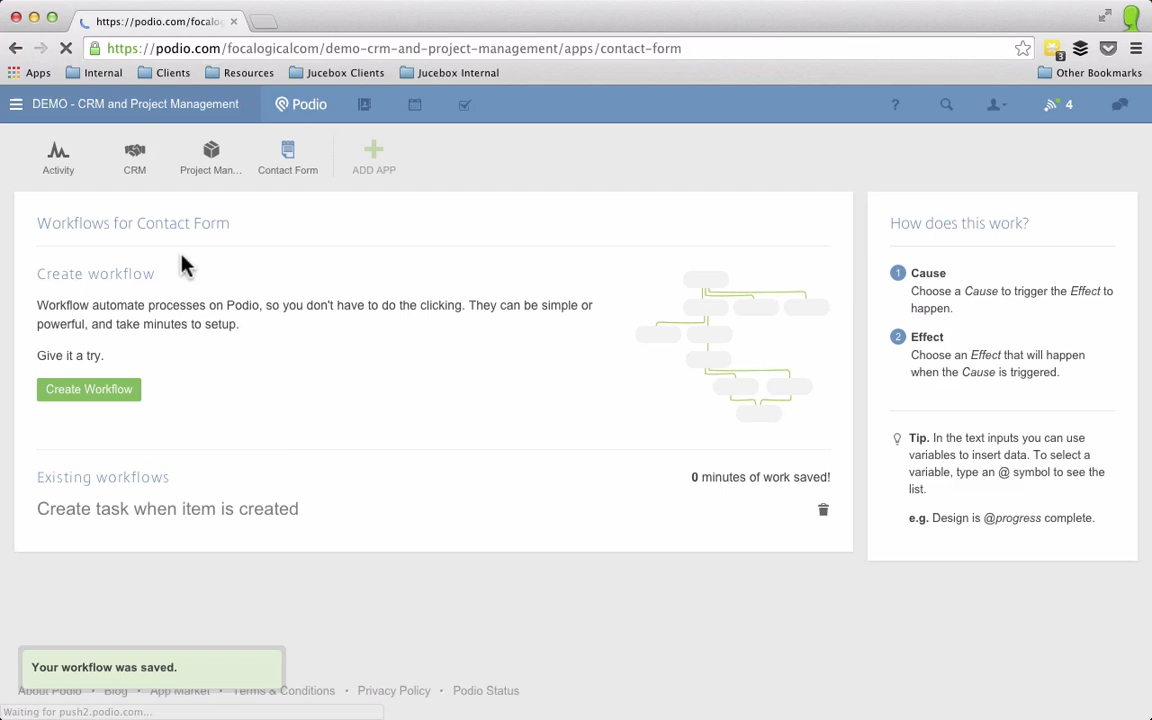 https://podio.com/focalog
https://podio.com/focalogicalcom/demo-crm-and-project-management/apps/contact-form
3
Apps Internal Clients Resources Jucebox Clients Jucebox Internal Other Bookmarks
DEMO - CRM and Project Management Podio ? 4
Activity CRM Project Man... Contact Form ADD APP
Workflows for Contact Form
Create workflow
Workflow automate processes on Podio, so you don't have to do the clicking. They can be simple or
powerful, and take minutes to setup.
Give it a try.
Create Workflow
Existing workflows 0 minutes of work saved!
Create task when item is created
How does this work?
1 Cause
Choose a Cause to trigger the Effect to
happen.
2 Effect
Choose an Effect that will happen
when the Cause is triggered.
Tip. In the text inputs you can use
variables to insert data. To select a
variable, type an @ symbol to see the
list.
e.g. Design is @progress complete.
Your workflow was saved.
About Podio • Blog • App Market • Terms & Conditions • Privacy Policy • Podio Status
Waiting for push2.podio.com...